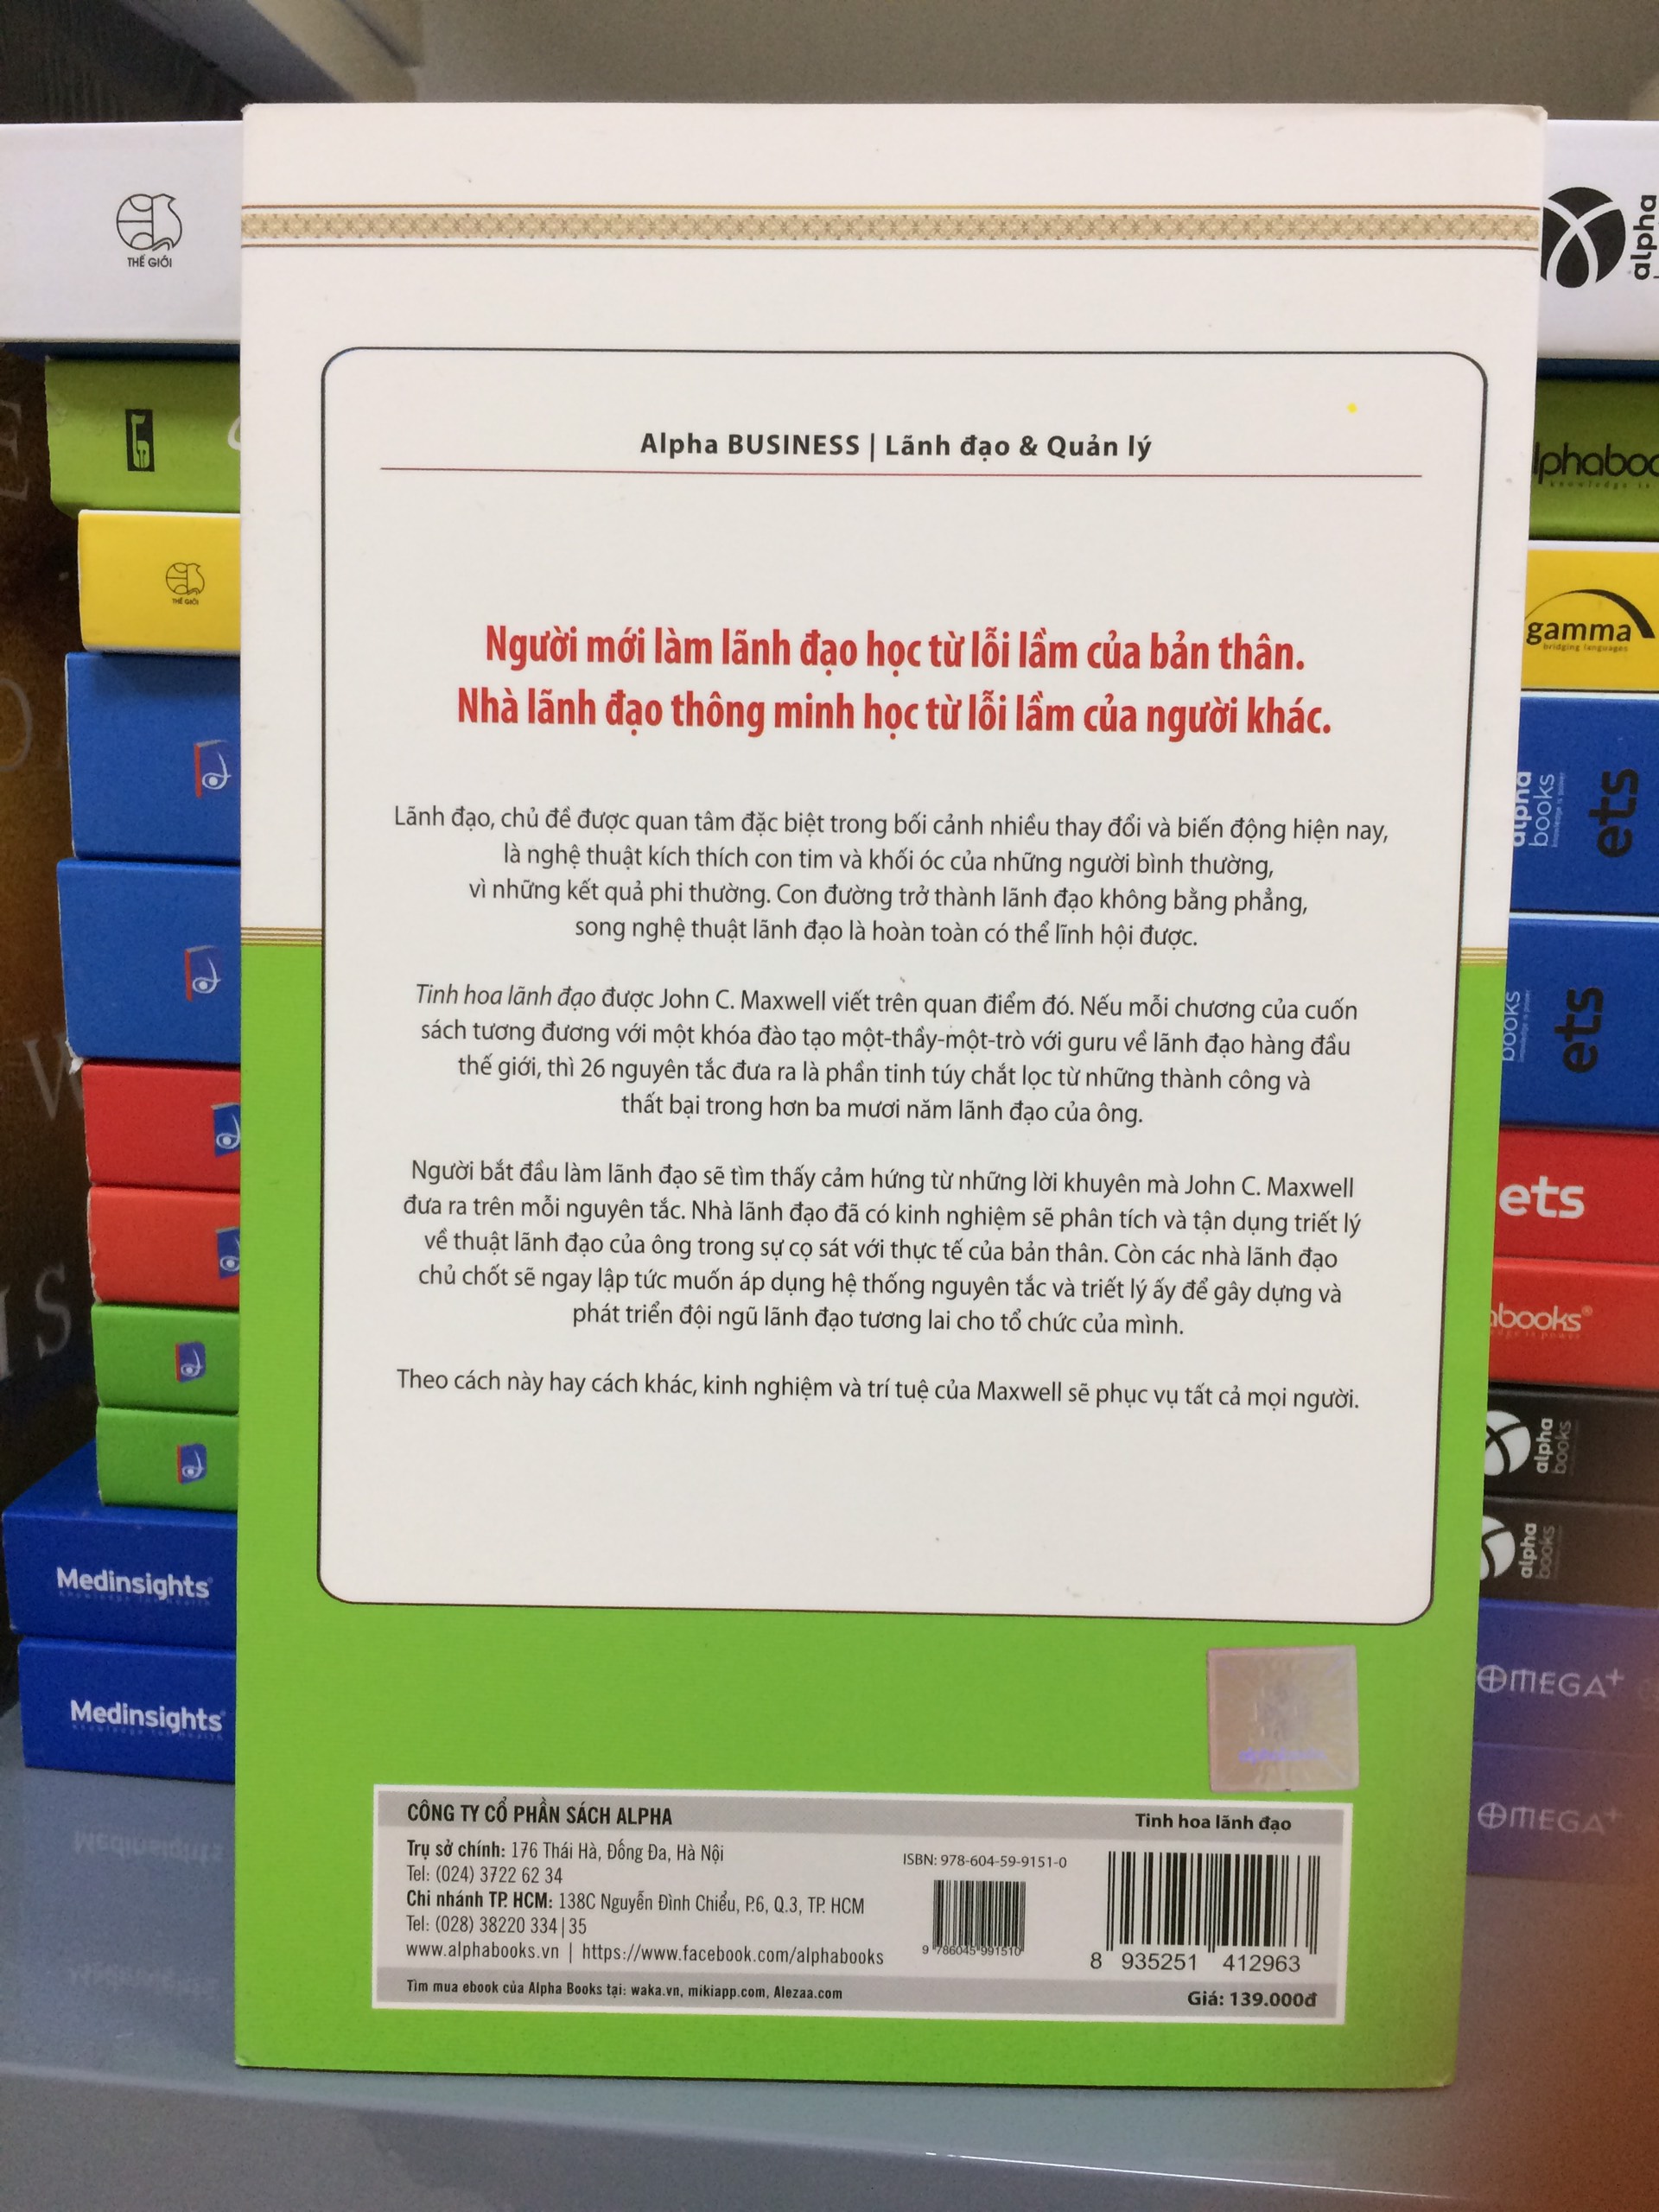 THẾ GIỚI
alpha
Alpha BUSINESS | Lãnh đạo & Quản lý
Người mới làm lãnh đạo học từ lỗi lầm của bản thân.
Nhà lãnh đạo thông minh học từ lỗi lầm của người khác.
Lãnh đạo, chủ đề được quan tâm đặc biệt trong bối cảnh nhiều thay đổi và biến động hiện nay,
là nghệ thuật kích thích con tim và khối óc của những người bình thường,
vì những kết quả phi thường. Con đường trở thành lãnh đạo không bằng phẳng,
song nghệ thuật lãnh đạo là hoàn toàn có thể lĩnh hội được.
Tinh hoa lãnh đạo được John C. Maxwell viết trên quan điểm đó. Nếu mỗi chương của cuốn
sách tương đương với một khóa đào tạo một-thầy-một-trò với guru về lãnh đạo hàng đầu
thế giới, thì 26 nguyên tắc đưa ra là phần tinh túy chắt lọc từ những thành công và
thất bại trong hơn ba mươi năm lãnh đạo của ông.
Người bắt đầu làm lãnh đạo sẽ tìm thấy cảm hứng từ những lời khuyên mà John C. Maxwell
đưa ra trên mỗi nguyên tắc. Nhà lãnh đạo đã có kinh nghiệm sẽ phân tích và tận dụng triết lý
về thuật lãnh đạo của ông trong sự cọ sát với thực tế của bản thân. Còn các nhà lãnh đạo
chủ chốt sẽ ngay lập tức muốn áp dụng hệ thống nguyên tắc và triết lý ấy để gây dựng và
phát triển đội ngũ lãnh đạo tương lai cho tổ chức của mình.
Theo cách này hay cách khác, kinh nghiệm và trí tuệ của Maxwell sẽ phục vụ tất cả mọi người.
CÔNG TY CỔ PHẦN SÁCH ALPHA
Trụ sở chính: 176 Thái Hà, Đống Đa, Hà Nội
Tel: (024) 3722 62 34
Chi nhánh TP. HCM: 138C Nguyễn Đình Chiểu, P.6, Q.3, TP. HCM
Tel: (028) 38220 334|35
www.alphabooks.vn | https://www.facebook.com/alphabooks
Tìm mua ebook của Alpha Books tại: waka.vn, mikiapp.com, Alezaa.com
Tinh hoa lãnh đạo
ISBN: 978-604-59-9151-0
9 786045 991510
8 935251 412963
Giá: 139.000đ
THẾ GIỚI
Medinsights
Medinsights
lphaboo
gamma
bridging languages
alpha
books
ets
books
ets
ets
abooks
alpha
books
alpha
books
OMEGA+
OMEGA+